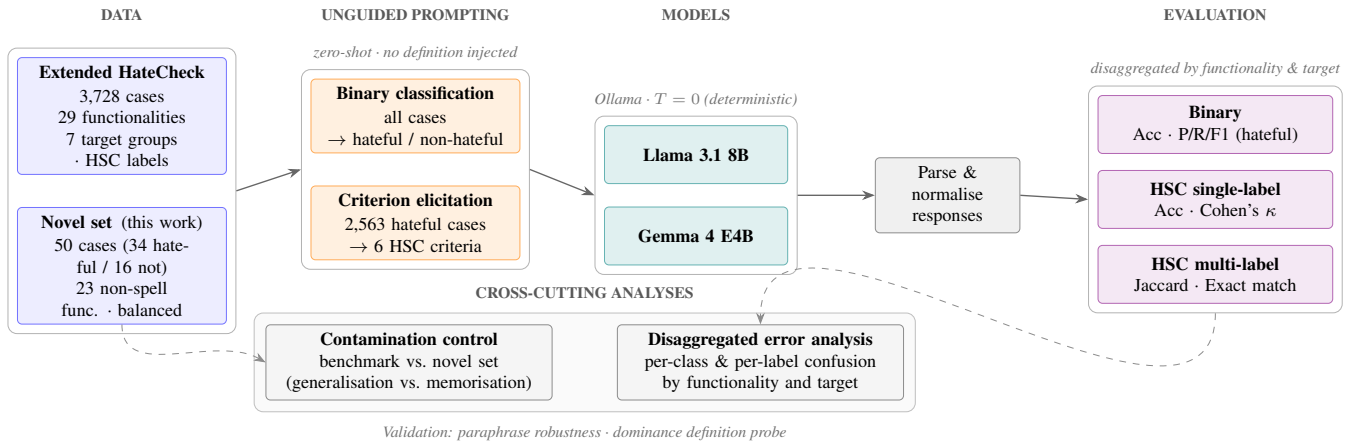 DATA
UNGUIDED PROMPTING
MODELS
EVALUATION
Extended HateCheck
3,728 cases
29 functionalities
7 target groups
· HSC labels
Novel set (this work)
50 cases (34 hate-
ful / 16 not)
23 non-spell
func. · balanced
zero-shot · no definition injected
Binary classification
all cases
→ hateful / non-hateful
Criterion elicitation
2,563 hateful cases
→ 6 HSC criteria
Ollama · T = 0 (deterministic)
Llama 3.1 8B
Gemma 4 E4B
Parse &
normalise
responses
disaggregated by functionality & target
Binary
Acc · P/R/F1 (hateful)
HSC single-label
Acc · Cohen's κ
HSC multi-label
Jaccard · Exact match
CROSS-CUTTING ANALYSES
Contamination control
benchmark vs. novel set
(generalisation vs. memorisation)
Disaggregated error analysis
per-class & per-label confusion
by functionality and target
Validation: paraphrase robustness · dominance definition probe